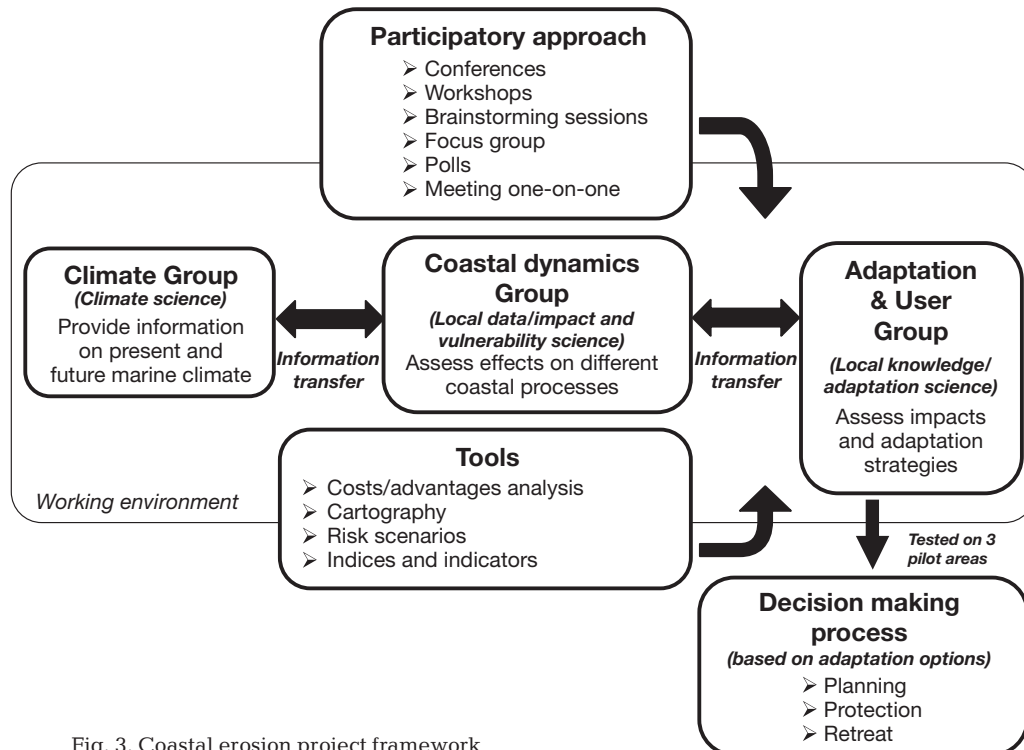 Participatory approach
➢ Conferences
➢ Workshops
➢ Brainstorming sessions
➢ Focus group
➢ Polls
➢ Meeting one-on-one
Climate Group
(Climate science)
Provide information
on present and
future marine climate
Information
transfer
Coastal dynamics
Group
(Local data/impact and
vulnerability science)
Assess effects on different
coastal processes
Information
transfer
Adaptation
& User
Group
(Local knowledge/
adaptation science)
Assess impacts
and adaptation
strategies
Working environment
Tools
➢ Costs/advantages analysis
➢ Cartography
➢ Risk scenarios
➢ Indices and indicators
Tested on 3
pilot areas
Decision making
process
(based on adaptation options)
➢ Planning
➢ Protection
➢ Retreat
Fig. 3. Coastal erosion project framework